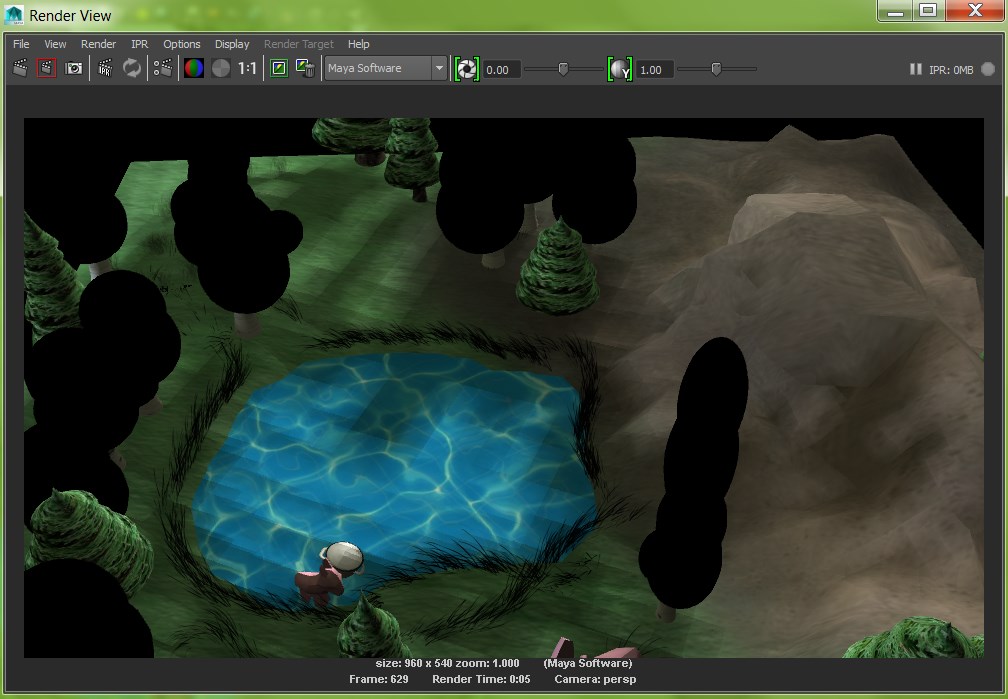 Render View
File View Render IPR Options Display Render Target Help
IPR 1:1 Maya Software 0.00 Y 1.00 IPR: 0MB
size: 960 x 540 zoom: 1.000 (Maya Software)
Frame: 629 Render Time: 0:05 Camera: persp